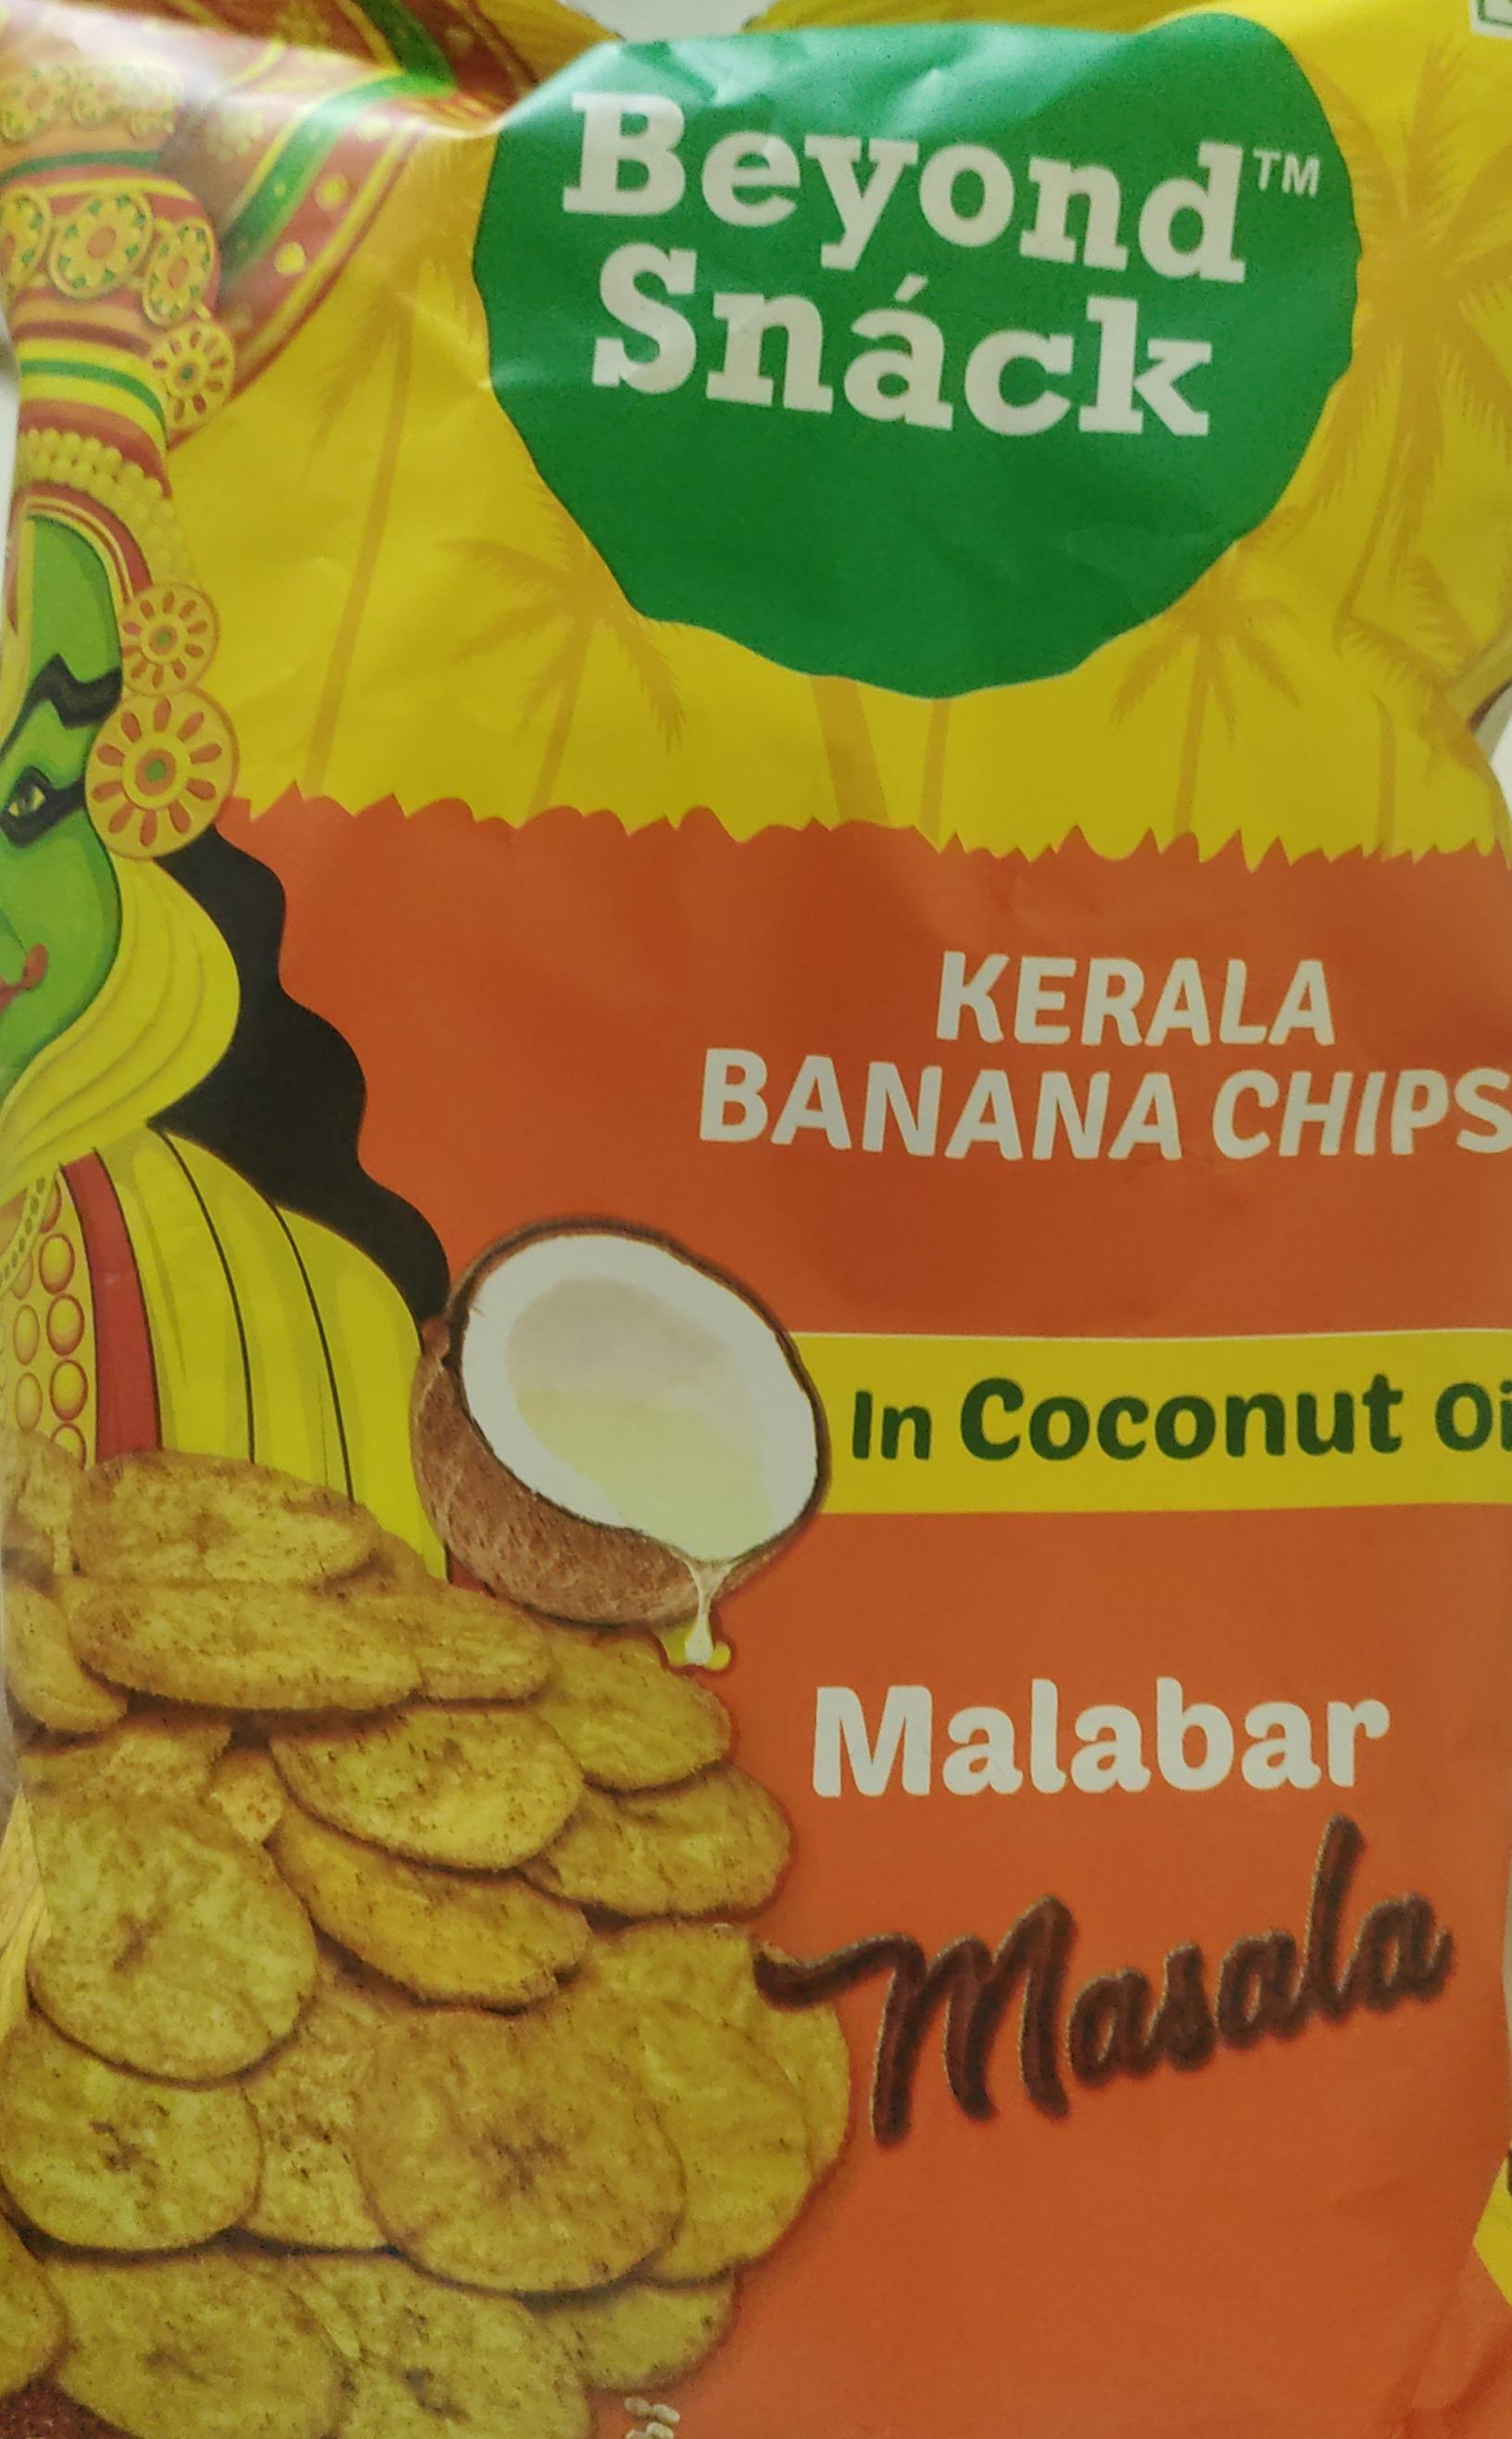 Beyond™
Snáck
KERALA
BANANA CHIPS
In Coconut Oi
Malabar
Masala